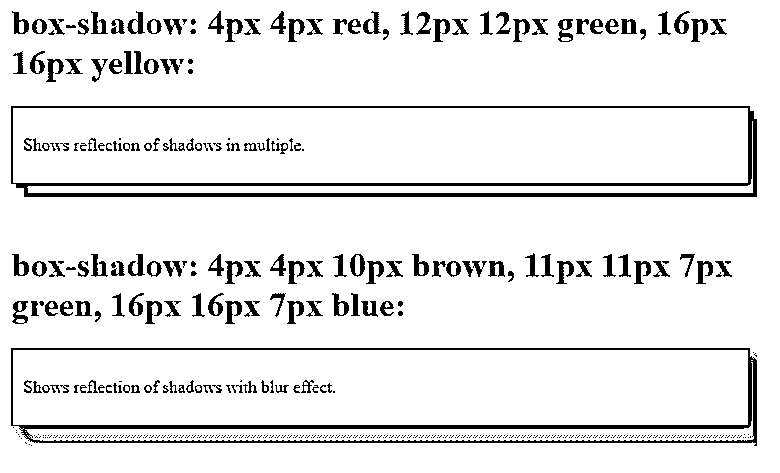 box-shadow: 4px 4px red, 12px 12px green, 16px
16px yellow:
Shows reflection of shadows in multiple.
box-shadow: 4px 4px 10px brown, 11px 11px 7px
green, 16px 16px 7px blue:
Shows reflection of shadows with blur effect.